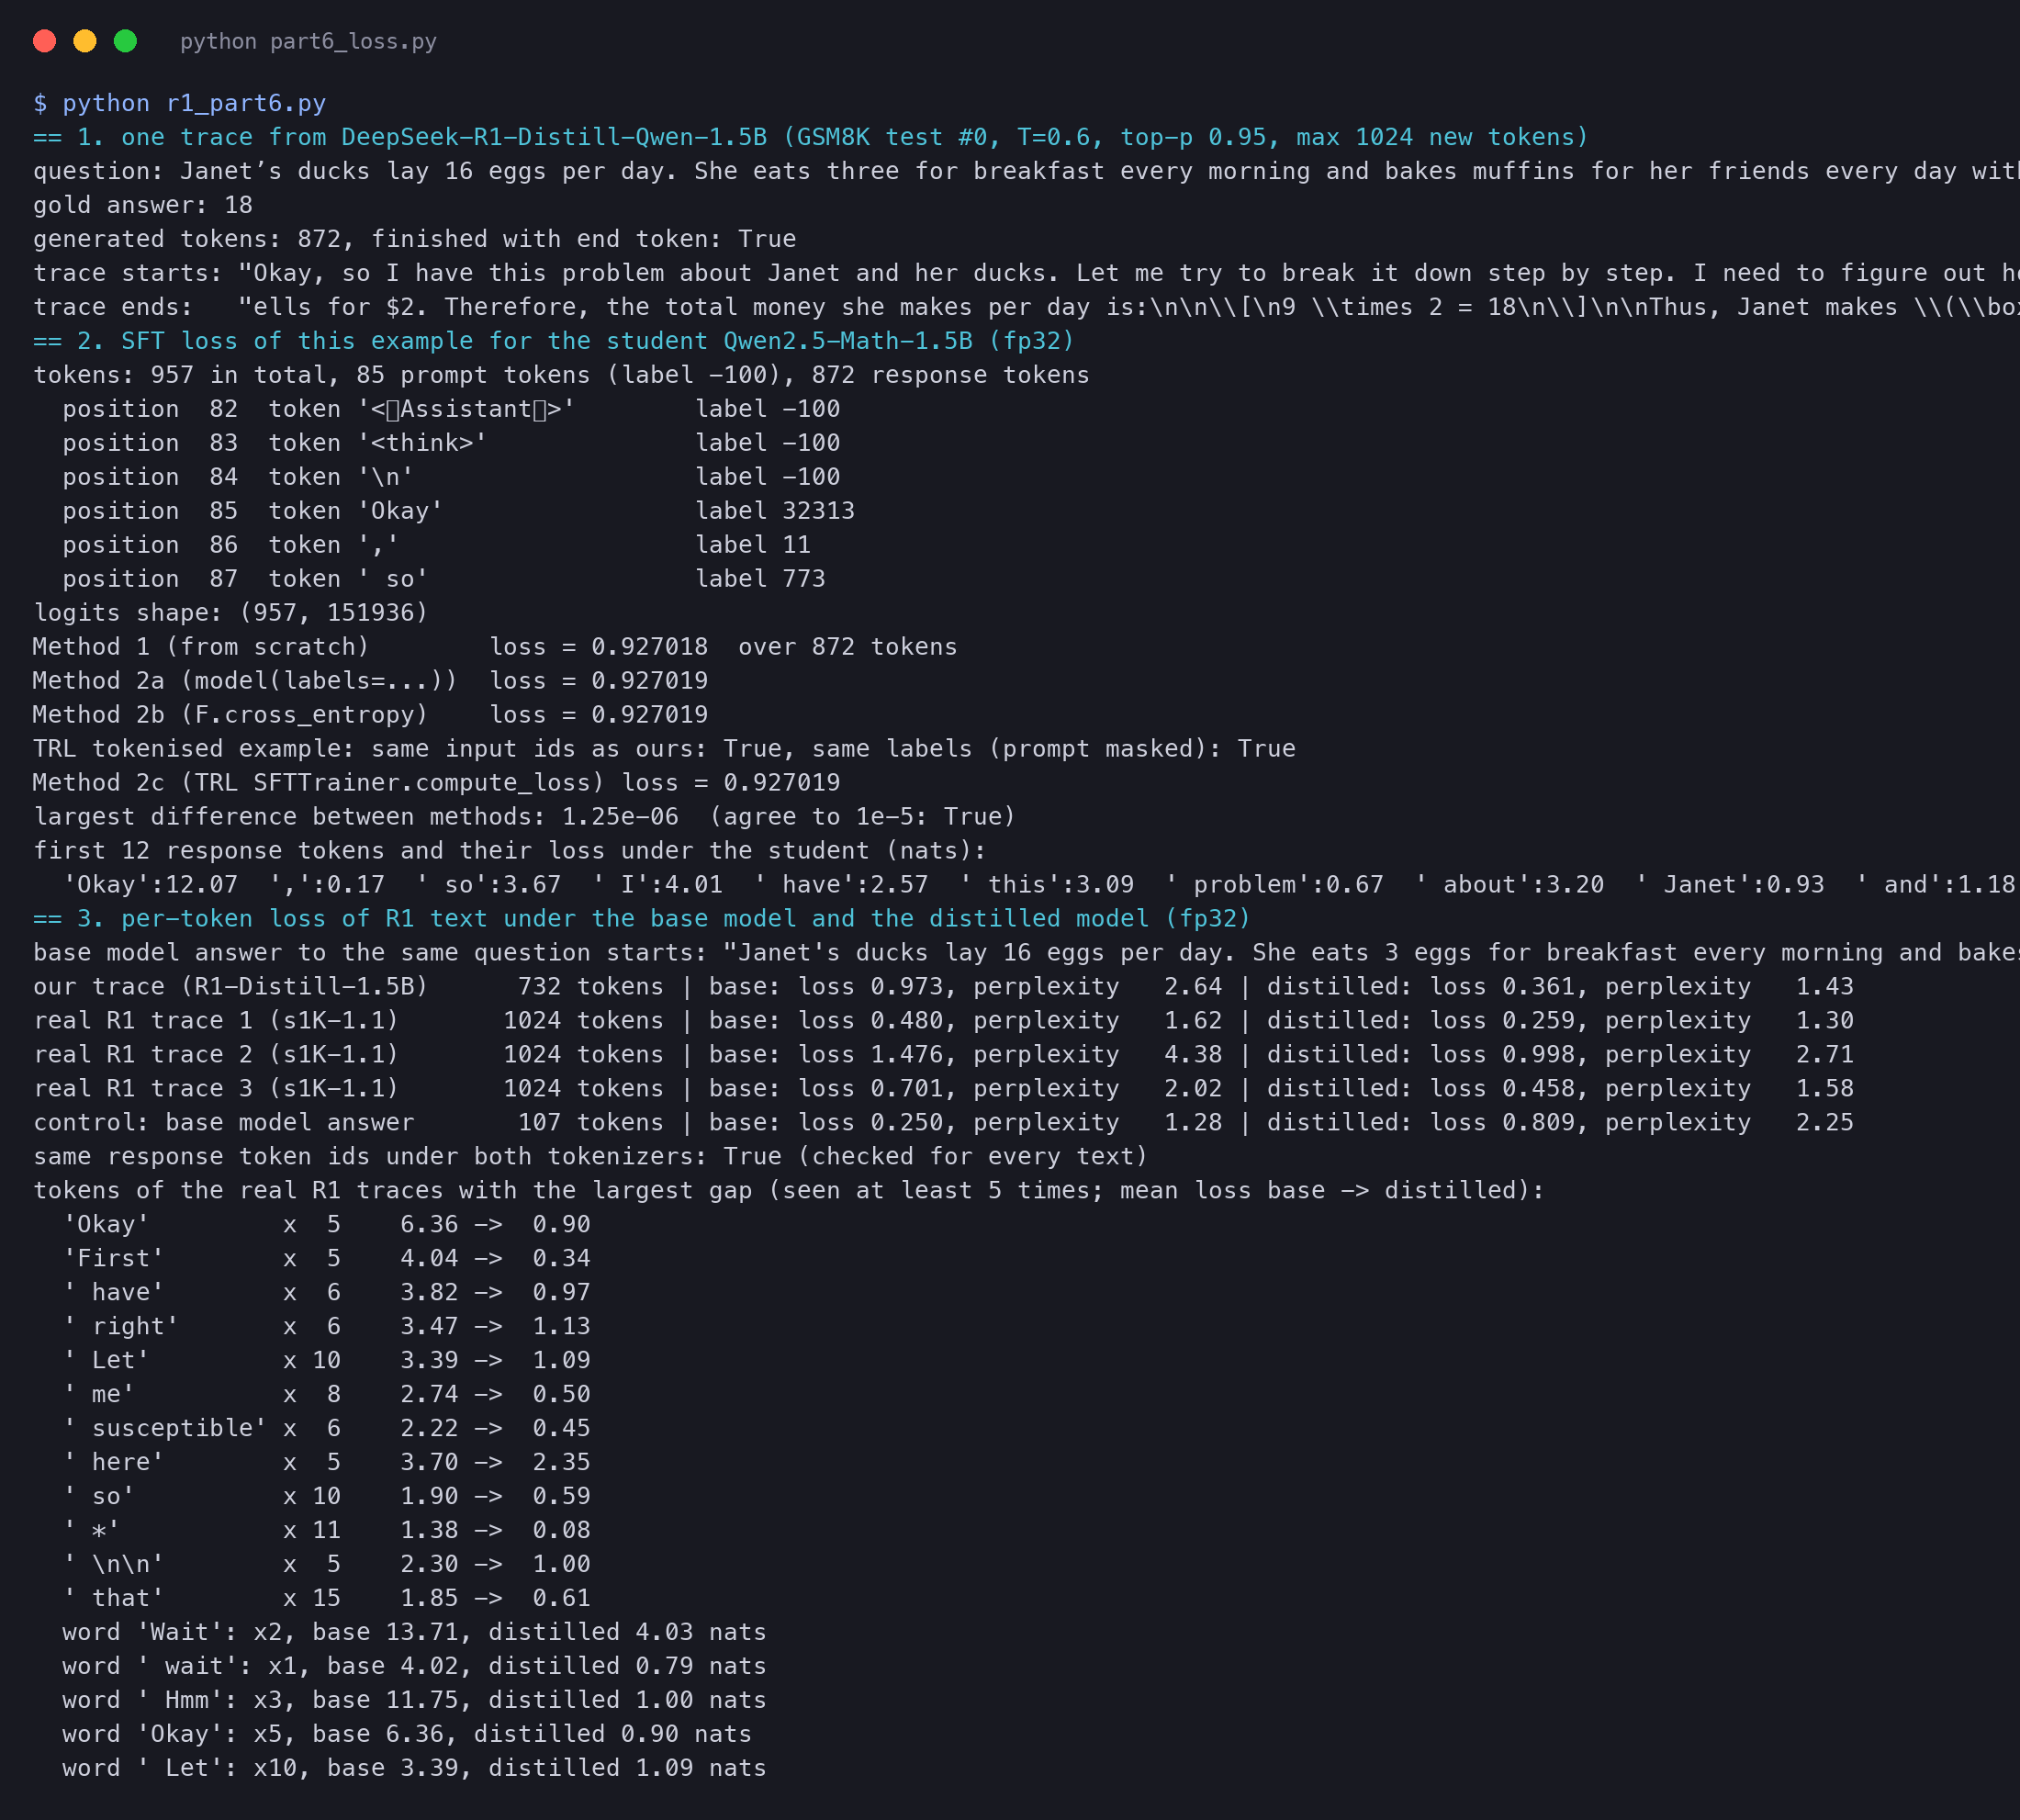 python part6_loss.py
$ python r1_part6.py
== 1. one trace from DeepSeek-R1-Distill-Qwen-1.5B (GSM8K test #0, T=0.6, top-p 0.95, max 1024 new tokens)
question: Janet’s ducks lay 16 eggs per day. She eats three for breakfast every morning and bakes muffins for her friends every day with
gold answer: 18
generated tokens: 872, finished with end token: True
trace starts: "Okay, so I have this problem about Janet and her ducks. Let me try to break it down step by step. I need to figure out ho
trace ends:   "ells for $2. Therefore, the total money she makes per day is:\n\n\\[\n9 \\times 2 = 18\n\\]\n\nThus, Janet makes \\(\\box
== 2. SFT loss of this example for the student Qwen2.5-Math-1.5B (fp32)
tokens: 957 in total, 85 prompt tokens (label -100), 872 response tokens
  position  82  token '<▯Assistant▯>'        label -100
  position  83  token '<think>'              label -100
  position  84  token '\n'                   label -100
  position  85  token 'Okay'                 label 32313
  position  86  token ','                    label 11
  position  87  token ' so'                  label 773
logits shape: (957, 151936)
Method 1 (from scratch)        loss = 0.927018  over 872 tokens
Method 2a (model(labels=...))  loss = 0.927019
Method 2b (F.cross_entropy)    loss = 0.927019
TRL tokenised example: same input ids as ours: True, same labels (prompt masked): True
Method 2c (TRL SFTTrainer.compute_loss) loss = 0.927019
largest difference between methods: 1.25e-06  (agree to 1e-5: True)
first 12 response tokens and their loss under the student (nats):
  'Okay':12.07  ',':0.17  ' so':3.67  ' I':4.01  ' have':2.57  ' this':3.09  ' problem':0.67  ' about':3.20  ' Janet':0.93  ' and':1.18
== 3. per-token loss of R1 text under the base model and the distilled model (fp32)
base model answer to the same question starts: "Janet's ducks lay 16 eggs per day. She eats 3 eggs for breakfast every morning and bakes
our trace (R1-Distill-1.5B)      732 tokens | base: loss 0.973, perplexity   2.64 | distilled: loss 0.361, perplexity   1.43
real R1 trace 1 (s1K-1.1)       1024 tokens | base: loss 0.480, perplexity   1.62 | distilled: loss 0.259, perplexity   1.30
real R1 trace 2 (s1K-1.1)       1024 tokens | base: loss 1.476, perplexity   4.38 | distilled: loss 0.998, perplexity   2.71
real R1 trace 3 (s1K-1.1)       1024 tokens | base: loss 0.701, perplexity   2.02 | distilled: loss 0.458, perplexity   1.58
control: base model answer       107 tokens | base: loss 0.250, perplexity   1.28 | distilled: loss 0.809, perplexity   2.25
same response token ids under both tokenizers: True (checked for every text)
tokens of the real R1 traces with the largest gap (seen at least 5 times; mean loss base -> distilled):
  'Okay'         x  5    6.36 ->  0.90
  'First'        x  5    4.04 ->  0.34
  ' have'        x  6    3.82 ->  0.97
  ' right'       x  6    3.47 ->  1.13
  ' Let'         x 10    3.39 ->  1.09
  ' me'          x  8    2.74 ->  0.50
  ' susceptible' x  6    2.22 ->  0.45
  ' here'        x  5    3.70 ->  2.35
  ' so'          x 10    1.90 ->  0.59
  ' *'           x 11    1.38 ->  0.08
  ' \n\n'        x  5    2.30 ->  1.00
  ' that'        x 15    1.85 ->  0.61
  word 'Wait': x2, base 13.71, distilled 4.03 nats
  word ' wait': x1, base 4.02, distilled 0.79 nats
  word ' Hmm': x3, base 11.75, distilled 1.00 nats
  word 'Okay': x5, base 6.36, distilled 0.90 nats
  word ' Let': x10, base 3.39, distilled 1.09 nats